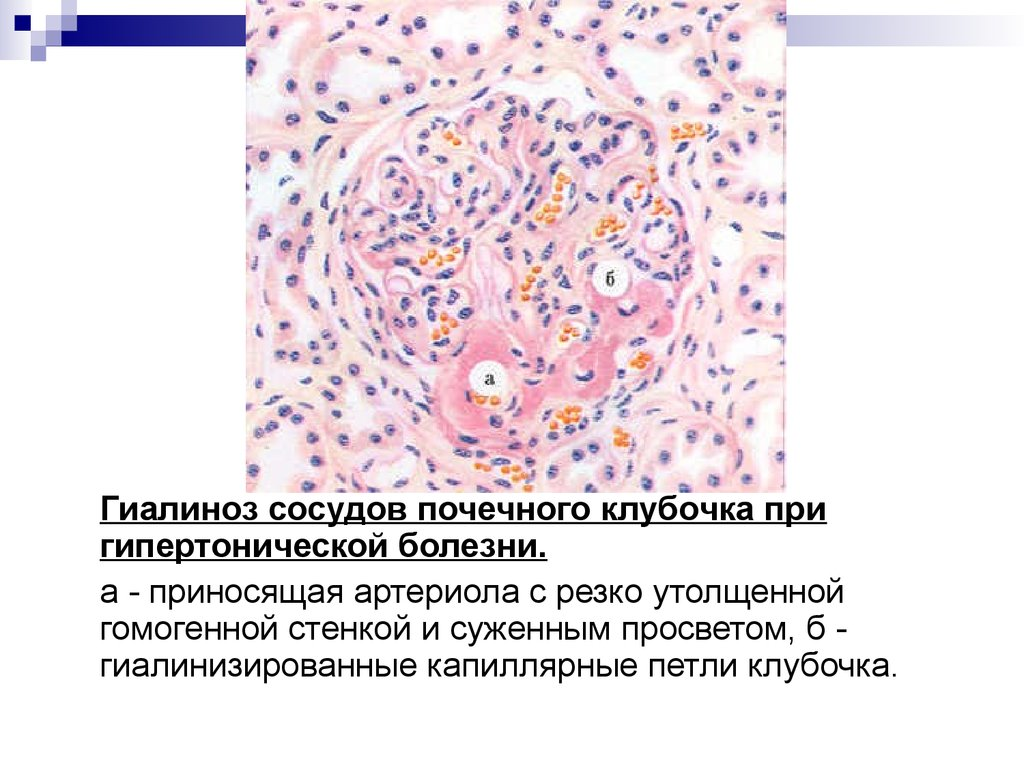 б
а
Гиалиноз сосудов почечного клубочка при
гипертонической болезни.
а - приносящая артериола с резко утолщенной
гомогенной стенкой и суженным просветом, б -
гиалинизированные капиллярные петли клубочка.